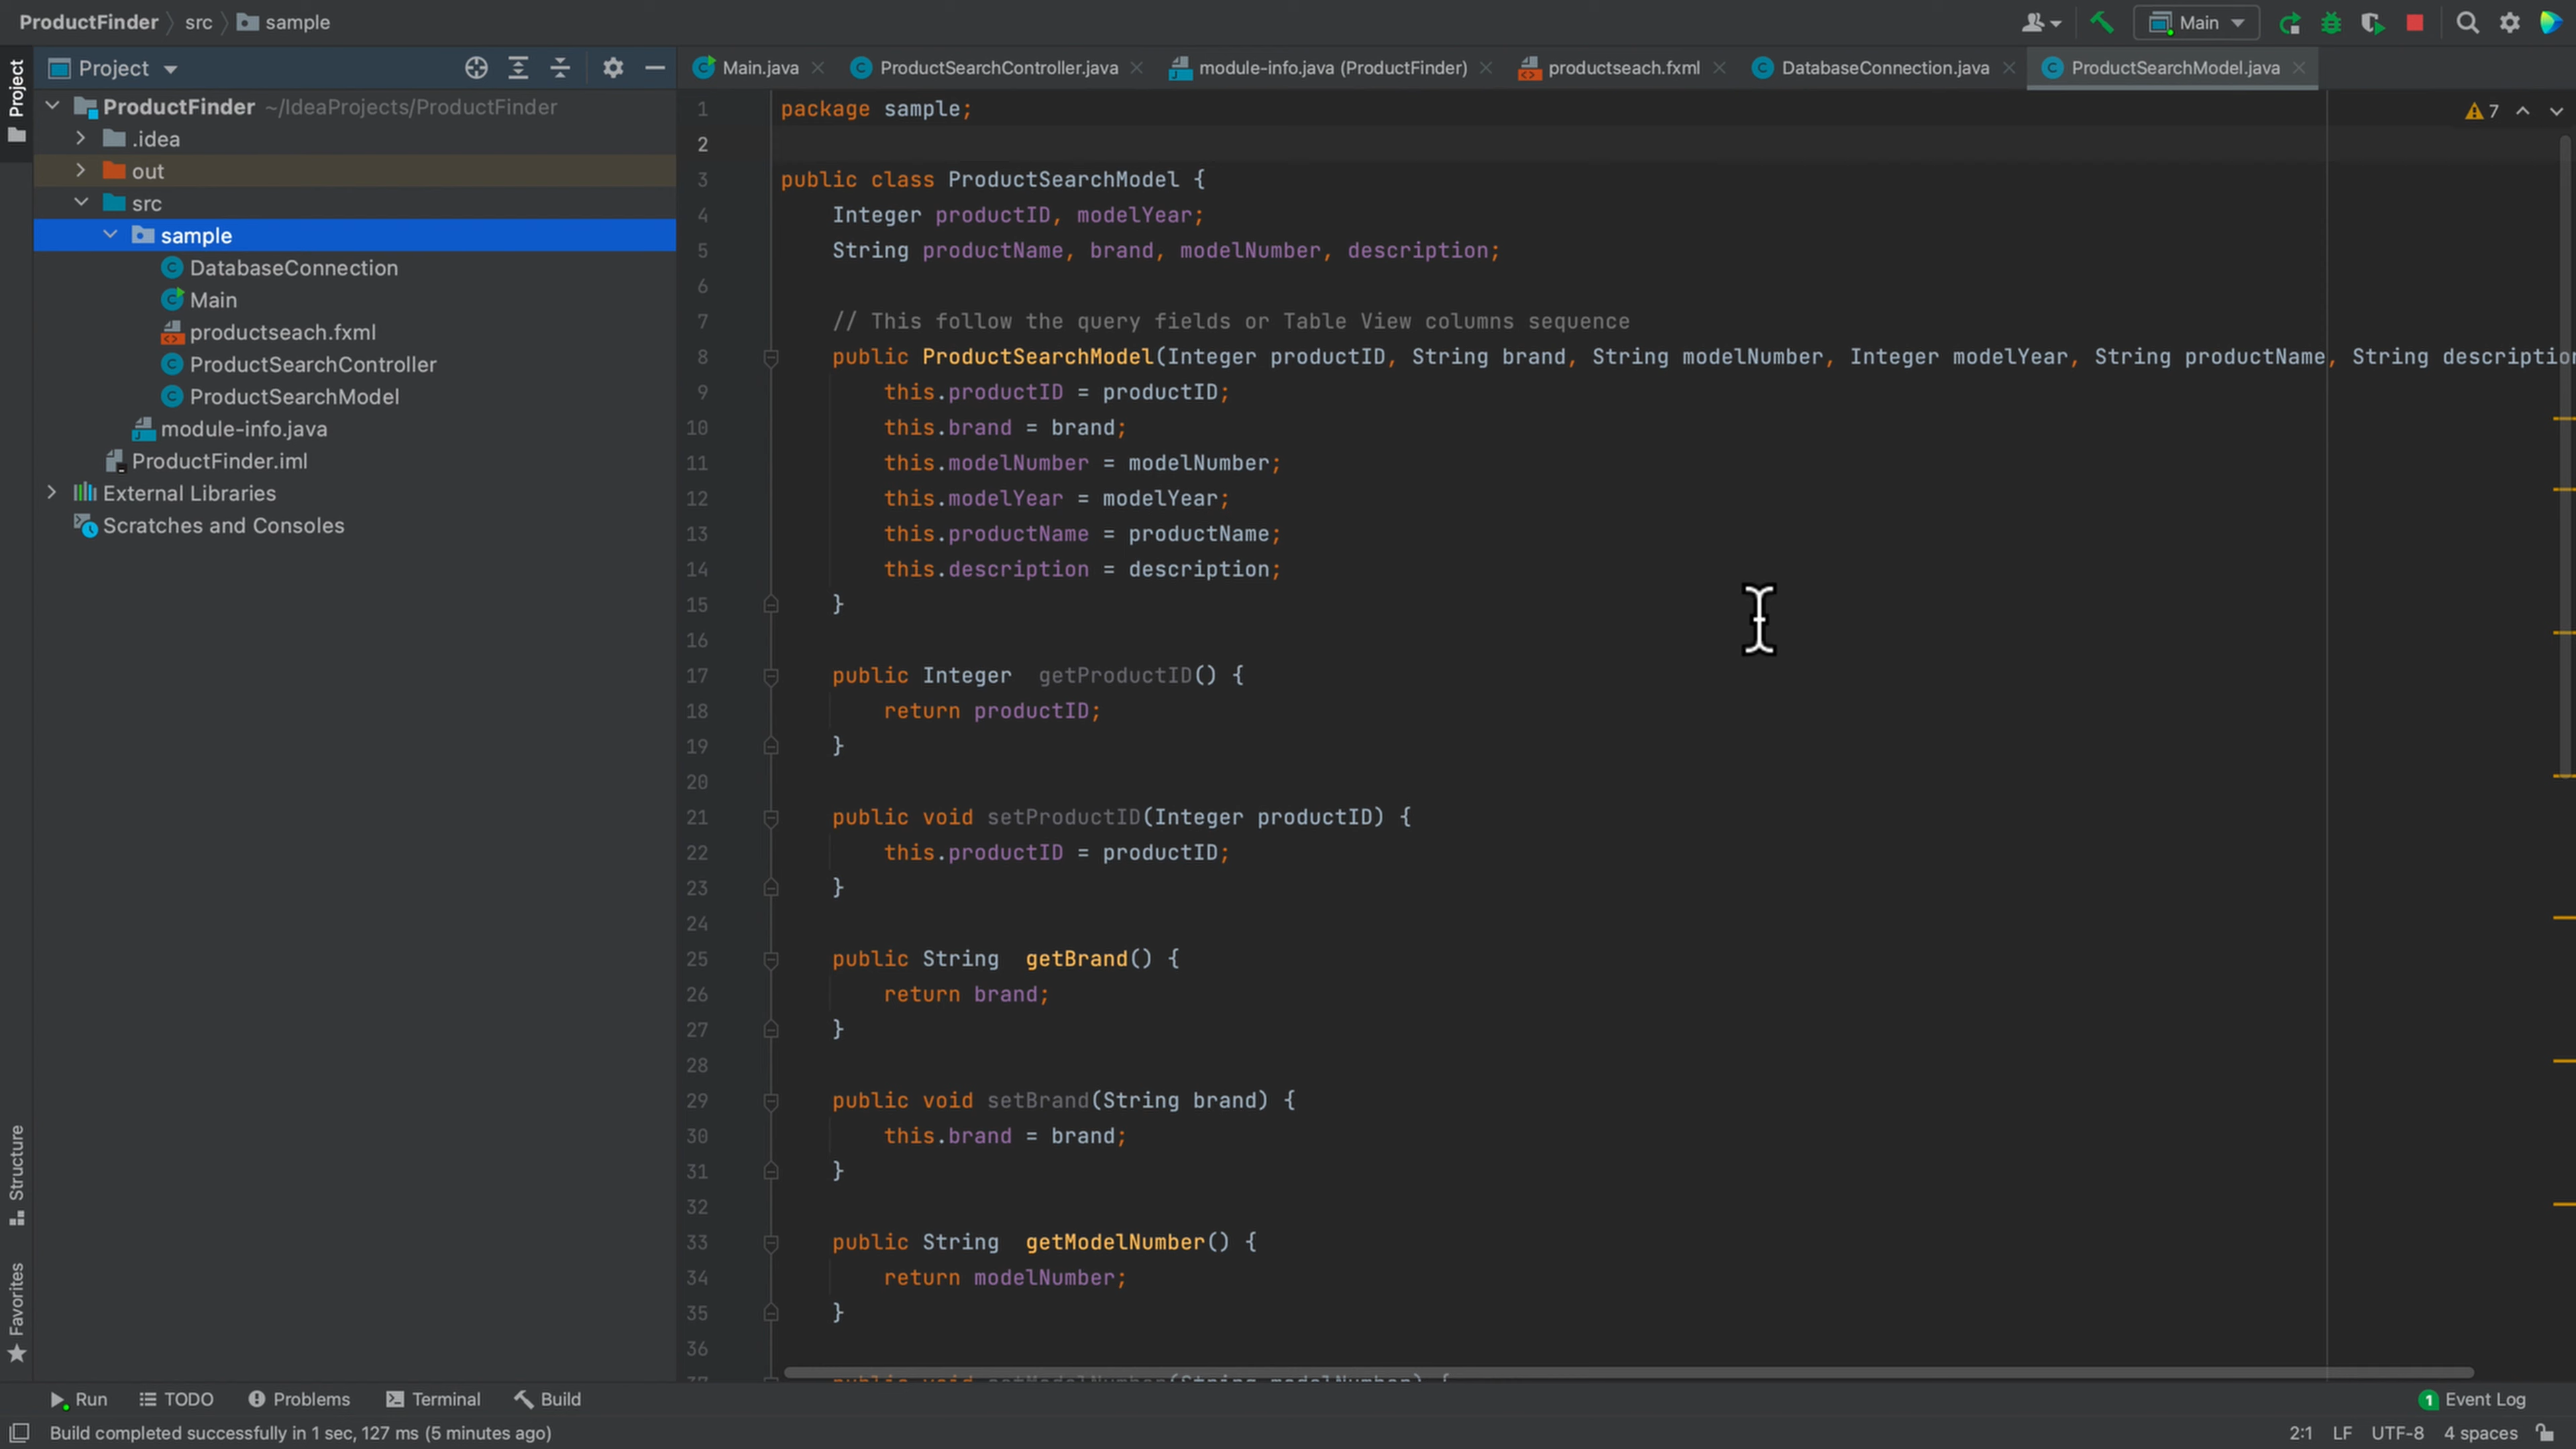 ProductFinder src sample
Main
Project
Project
Main.java ProductSearchController.java module-info.java (ProductFinder) productseach.fxml DatabaseConnection.java ProductSearchModel.java
ProductFinder ~/IdeaProjects/ProductFinder
.idea
out
src
sample
DatabaseConnection
Main
productseach.fxml
ProductSearchController
ProductSearchModel
module-info.java
ProductFinder.iml
External Libraries
Scratches and Consoles
7
1 package sample;
2
3 public class ProductSearchModel {
4 Integer productID, modelYear;
5 String productName, brand, modelNumber, description;
6
7 // This follow the query fields or Table View columns sequence
8 public ProductSearchModel(Integer productID, String brand, String modelNumber, Integer modelYear, String productName, String descriptio
9 this.productID = productID;
10 this.brand = brand;
11 this.modelNumber = modelNumber;
12 this.modelYear = modelYear;
13 this.productName = productName;
14 this.description = description;
15 }
16
17 public Integer  getProductID() {
18 return productID;
19 }
20
21 public void setProductID(Integer productID) {
22 this.productID = productID;
23 }
24
25 public String  getBrand() {
26 return brand;
27 }
28
29 public void setBrand(String brand) {
30 this.brand = brand;
31 }
32
33 public String  getModelNumber() {
34 return modelNumber;
35 }
36
Structure
Favorites
Run TODO Problems Terminal Build
1 Event Log
Build completed successfully in 1 sec, 127 ms (5 minutes ago)
2:1 LF UTF-8 4 spaces